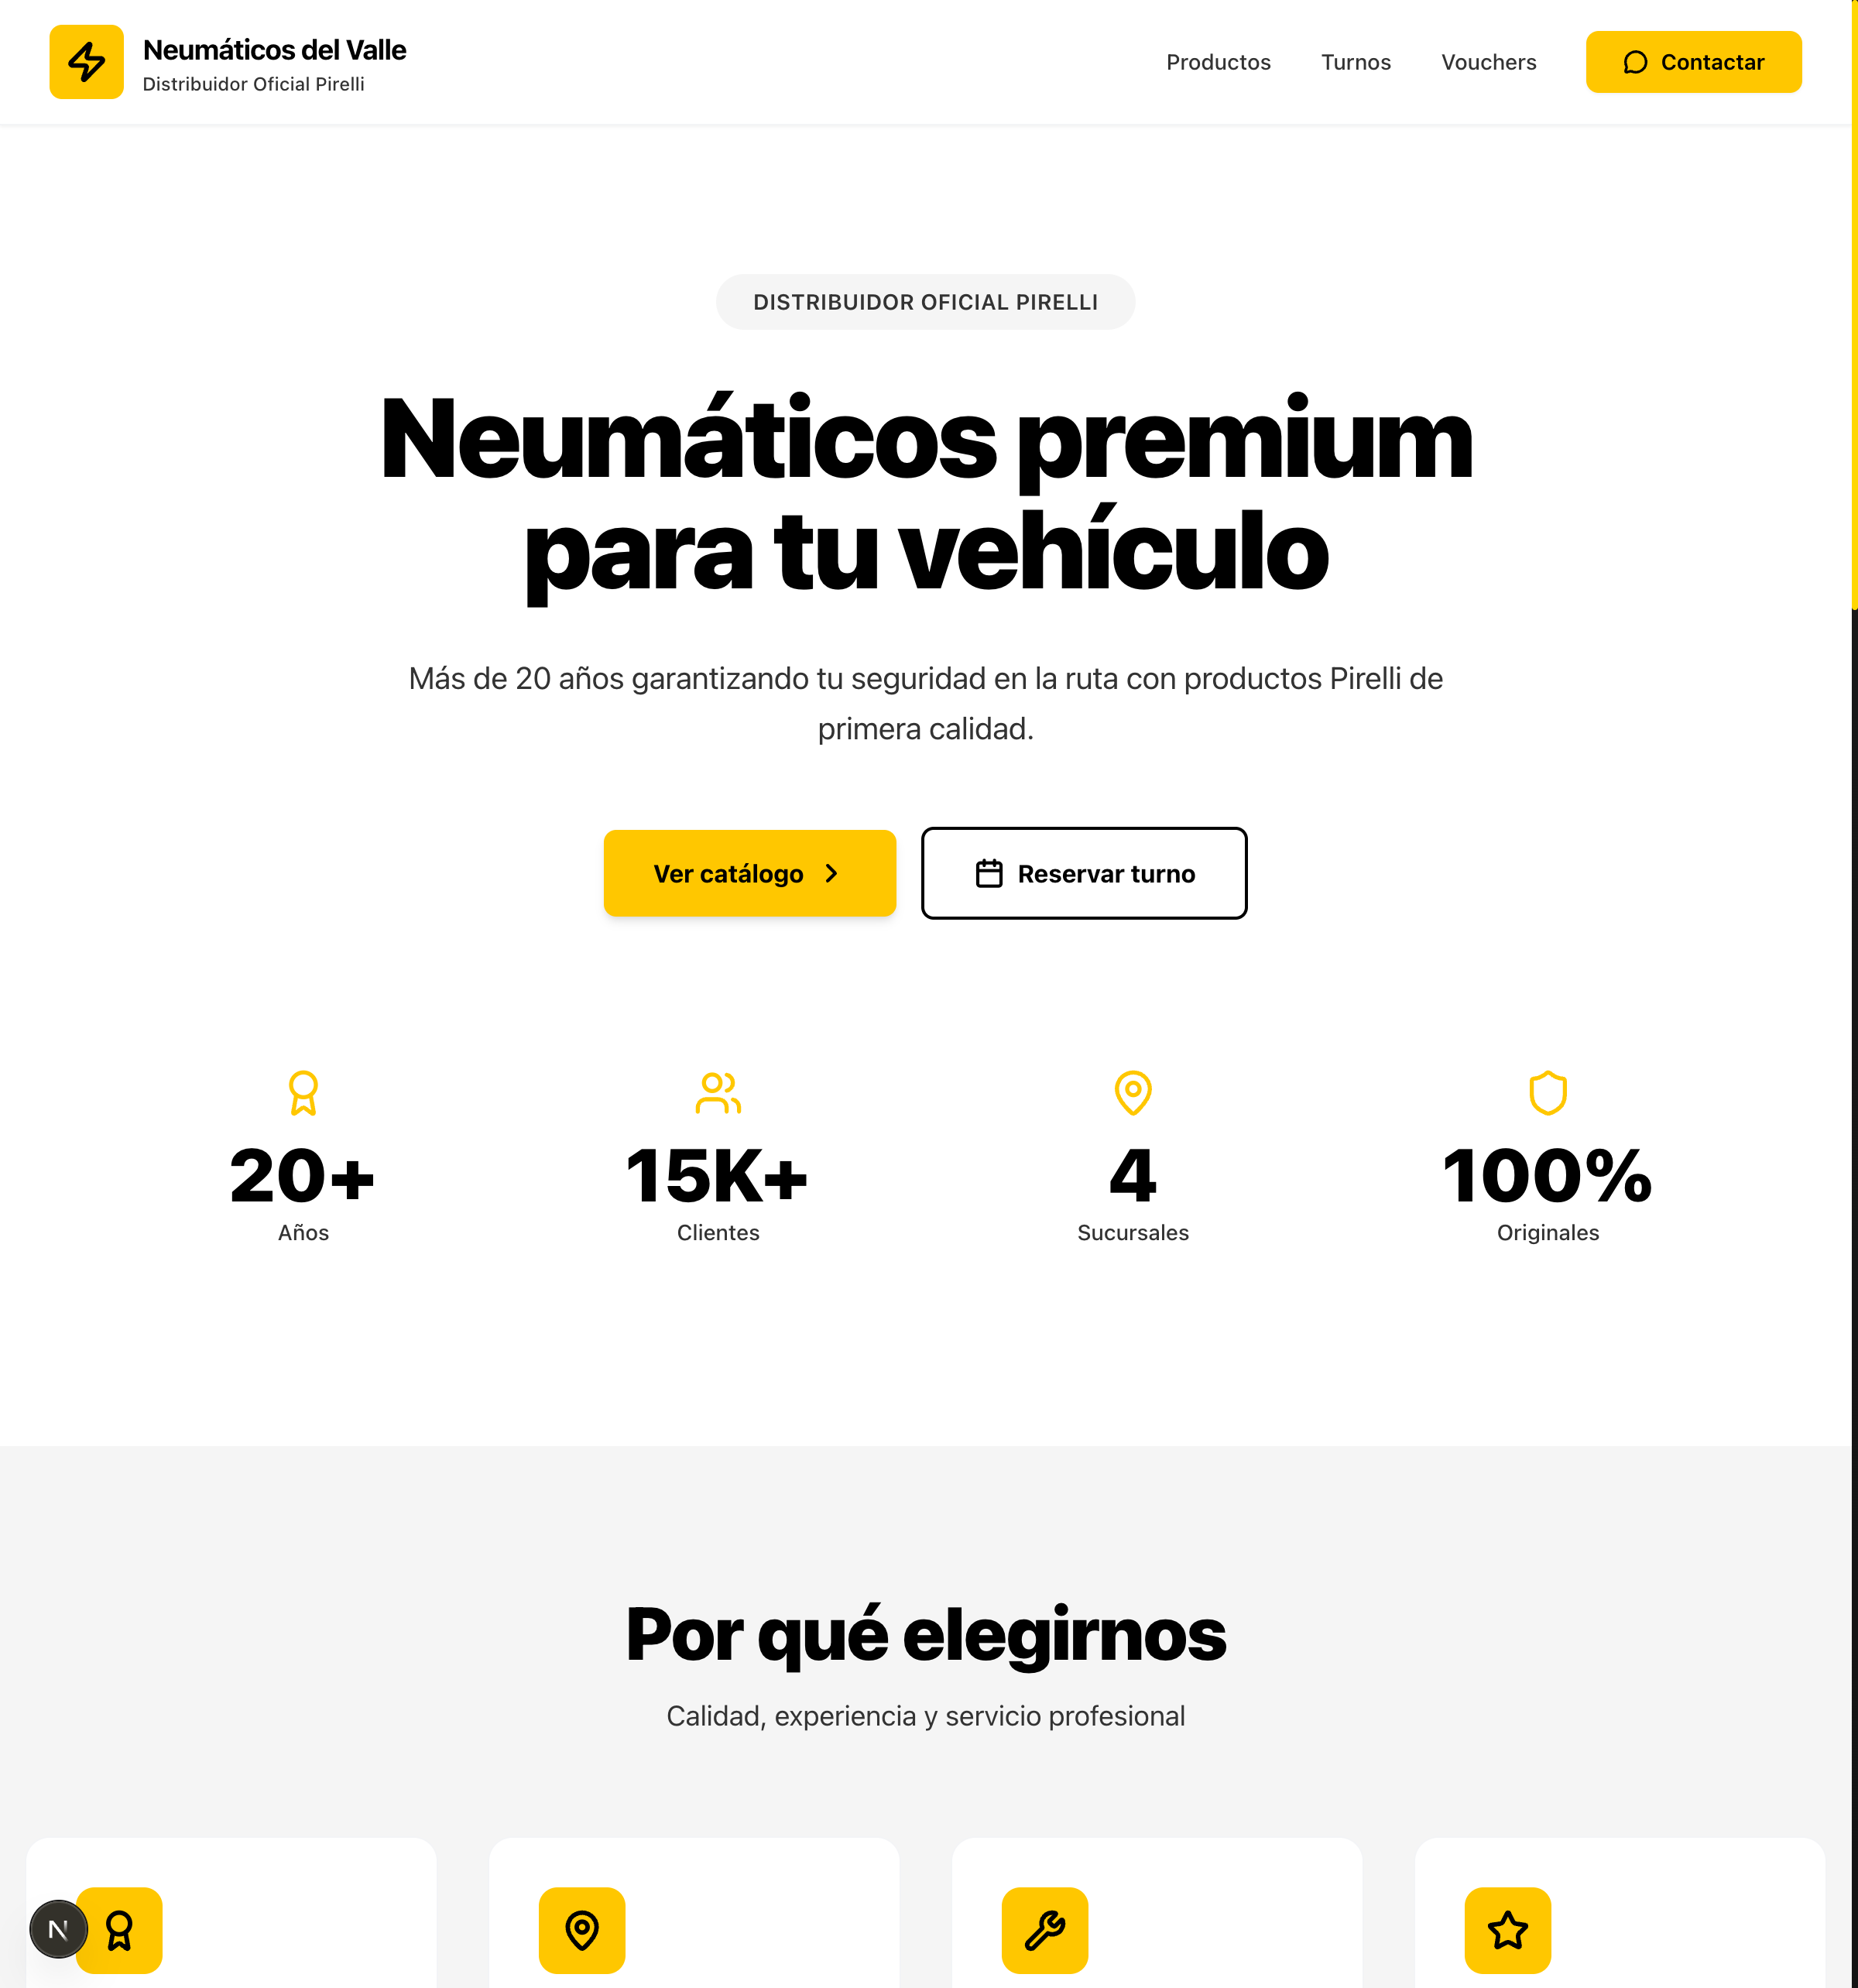 Neumáticos del Valle
Distribuidor Oficial Pirelli
Productos
Turnos
Vouchers
Contactar
DISTRIBUIDOR OFICIAL PIRELLI
Neumáticos premium
para tu vehículo
Más de 20 años garantizando tu seguridad en la ruta con productos Pirelli de
primera calidad.
Ver catálogo
Reservar turno
20+
Años
15K+
Clientes
4
Sucursales
100%
Originales
Por qué elegirnos
Calidad, experiencia y servicio profesional
N